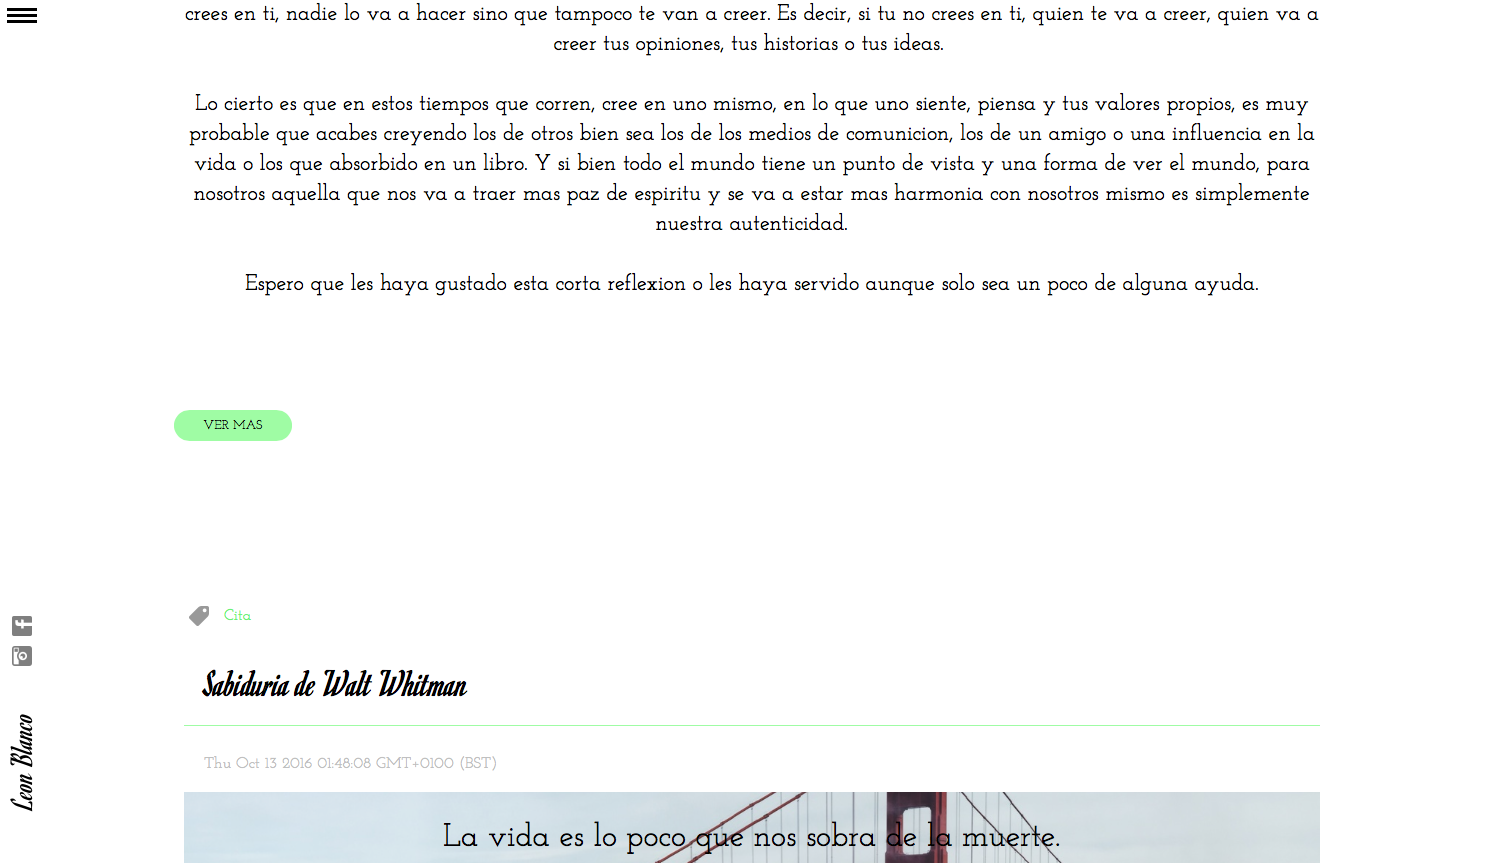 crees en ti, nadie lo va a hacer sino que tampoco te van a creer. Es decir, si tu no crees en ti, quien te va a creer, quien va a
creer tus opiniones, tus historias o tus ideas.
Lo cierto es que en estos tiempos que corren, cree en uno mismo, en lo que uno siente, piensa y tus valores propios, es muy
probable que acabes creyendo los de otros bien sea los de los medios de comunicion, los de un amigo o una influencia en la
vida o los que absorbido en un libro. Y si bien todo el mundo tiene un punto de vista y una forma de ver el mundo, para
nosotros aquella que nos va a traer mas paz de espiritu y se va a estar mas harmonia con nosotros mismo es simplemente
nuestra autenticidad.
Espero que les haya gustado esta corta reflexion o les haya servido aunque solo sea un poco de alguna ayuda.
VER MAS
Cita
Sabiduria de Walt Whitman
Leon Blanco
Thu Oct 13 2016 01:48:08 GMT+0100 (BST)
La vida es lo poco que nos sobra de la muerte.